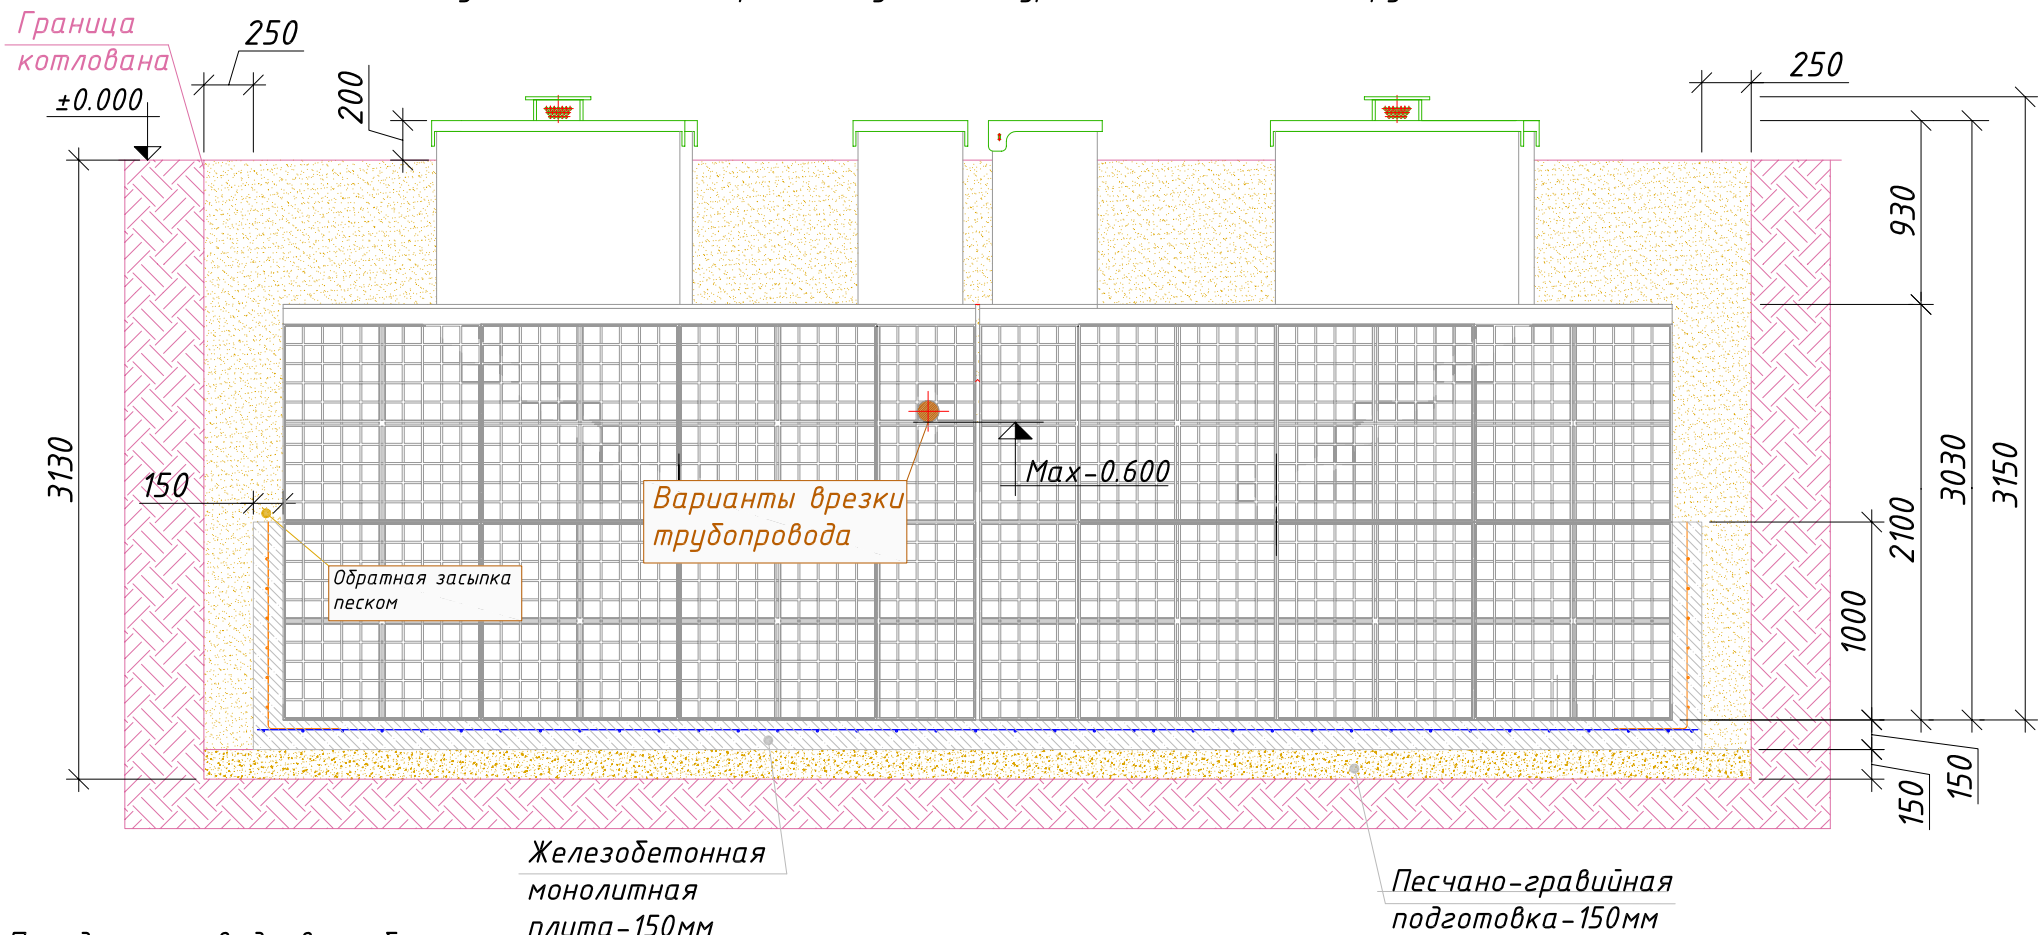 Граница
котлована
250
±0.000
200
250
930
3030
3150
3130
150
Max-0.600
Варианты врезки
трубопровода
2100
Обратная засыпка
песком
1000
150
150
Железобетонная
монолитная
плита-150мм
Песчано-гравийная
подготовка-150мм